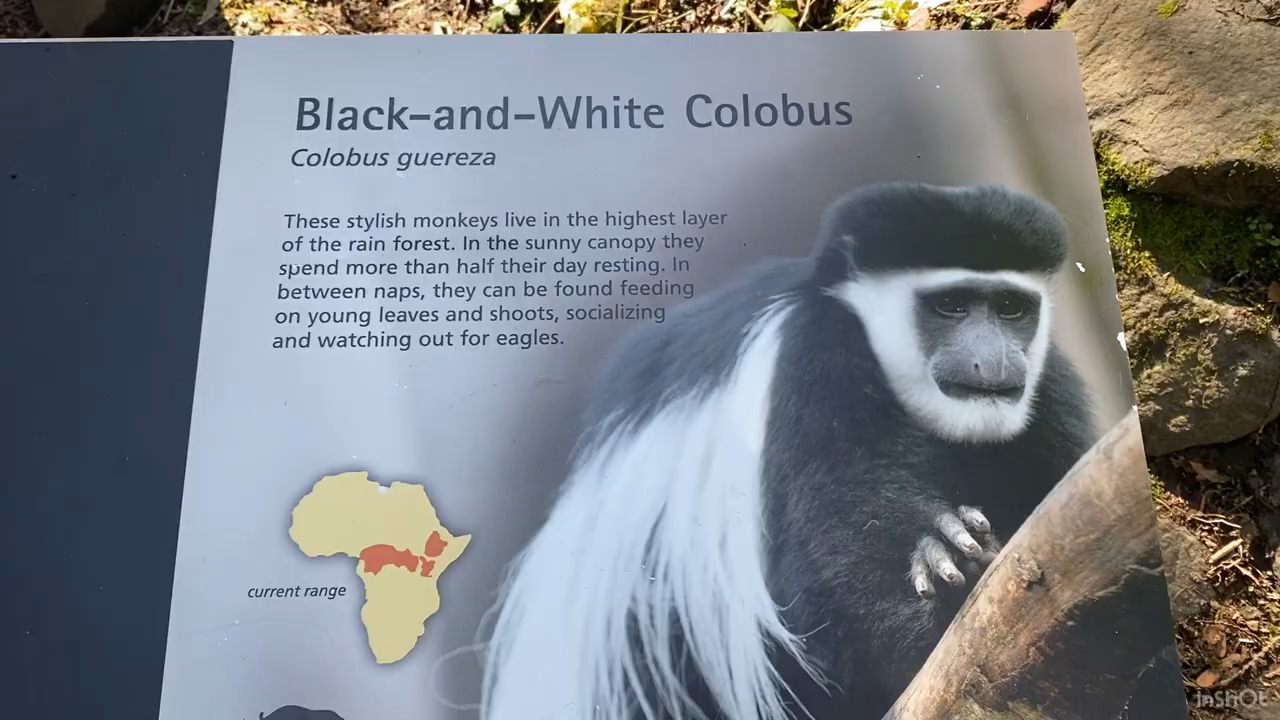 Black-and-White Colobus
Colobus guereza
These stylish monkeys live in the highest layer
of the rain forest. In the sunny canopy they
spend more than half their day resting. In
between naps, they can be found feeding
on young leaves and shoots, socializing
and watching out for eagles.
current range
InShOt